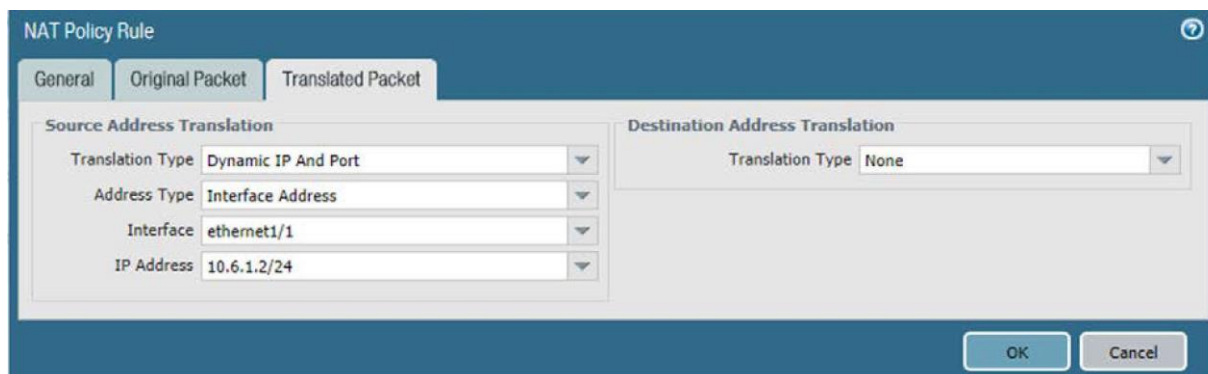 NAT Policy Rule
General Original Packet Translated Packet
Source Address Translation
Translation Type Dynamic IP And Port
Address Type Interface Address
Interface ethernet1/1
IP Address 10.6.1.2/24
Destination Address Translation
Translation Type None
OK Cancel